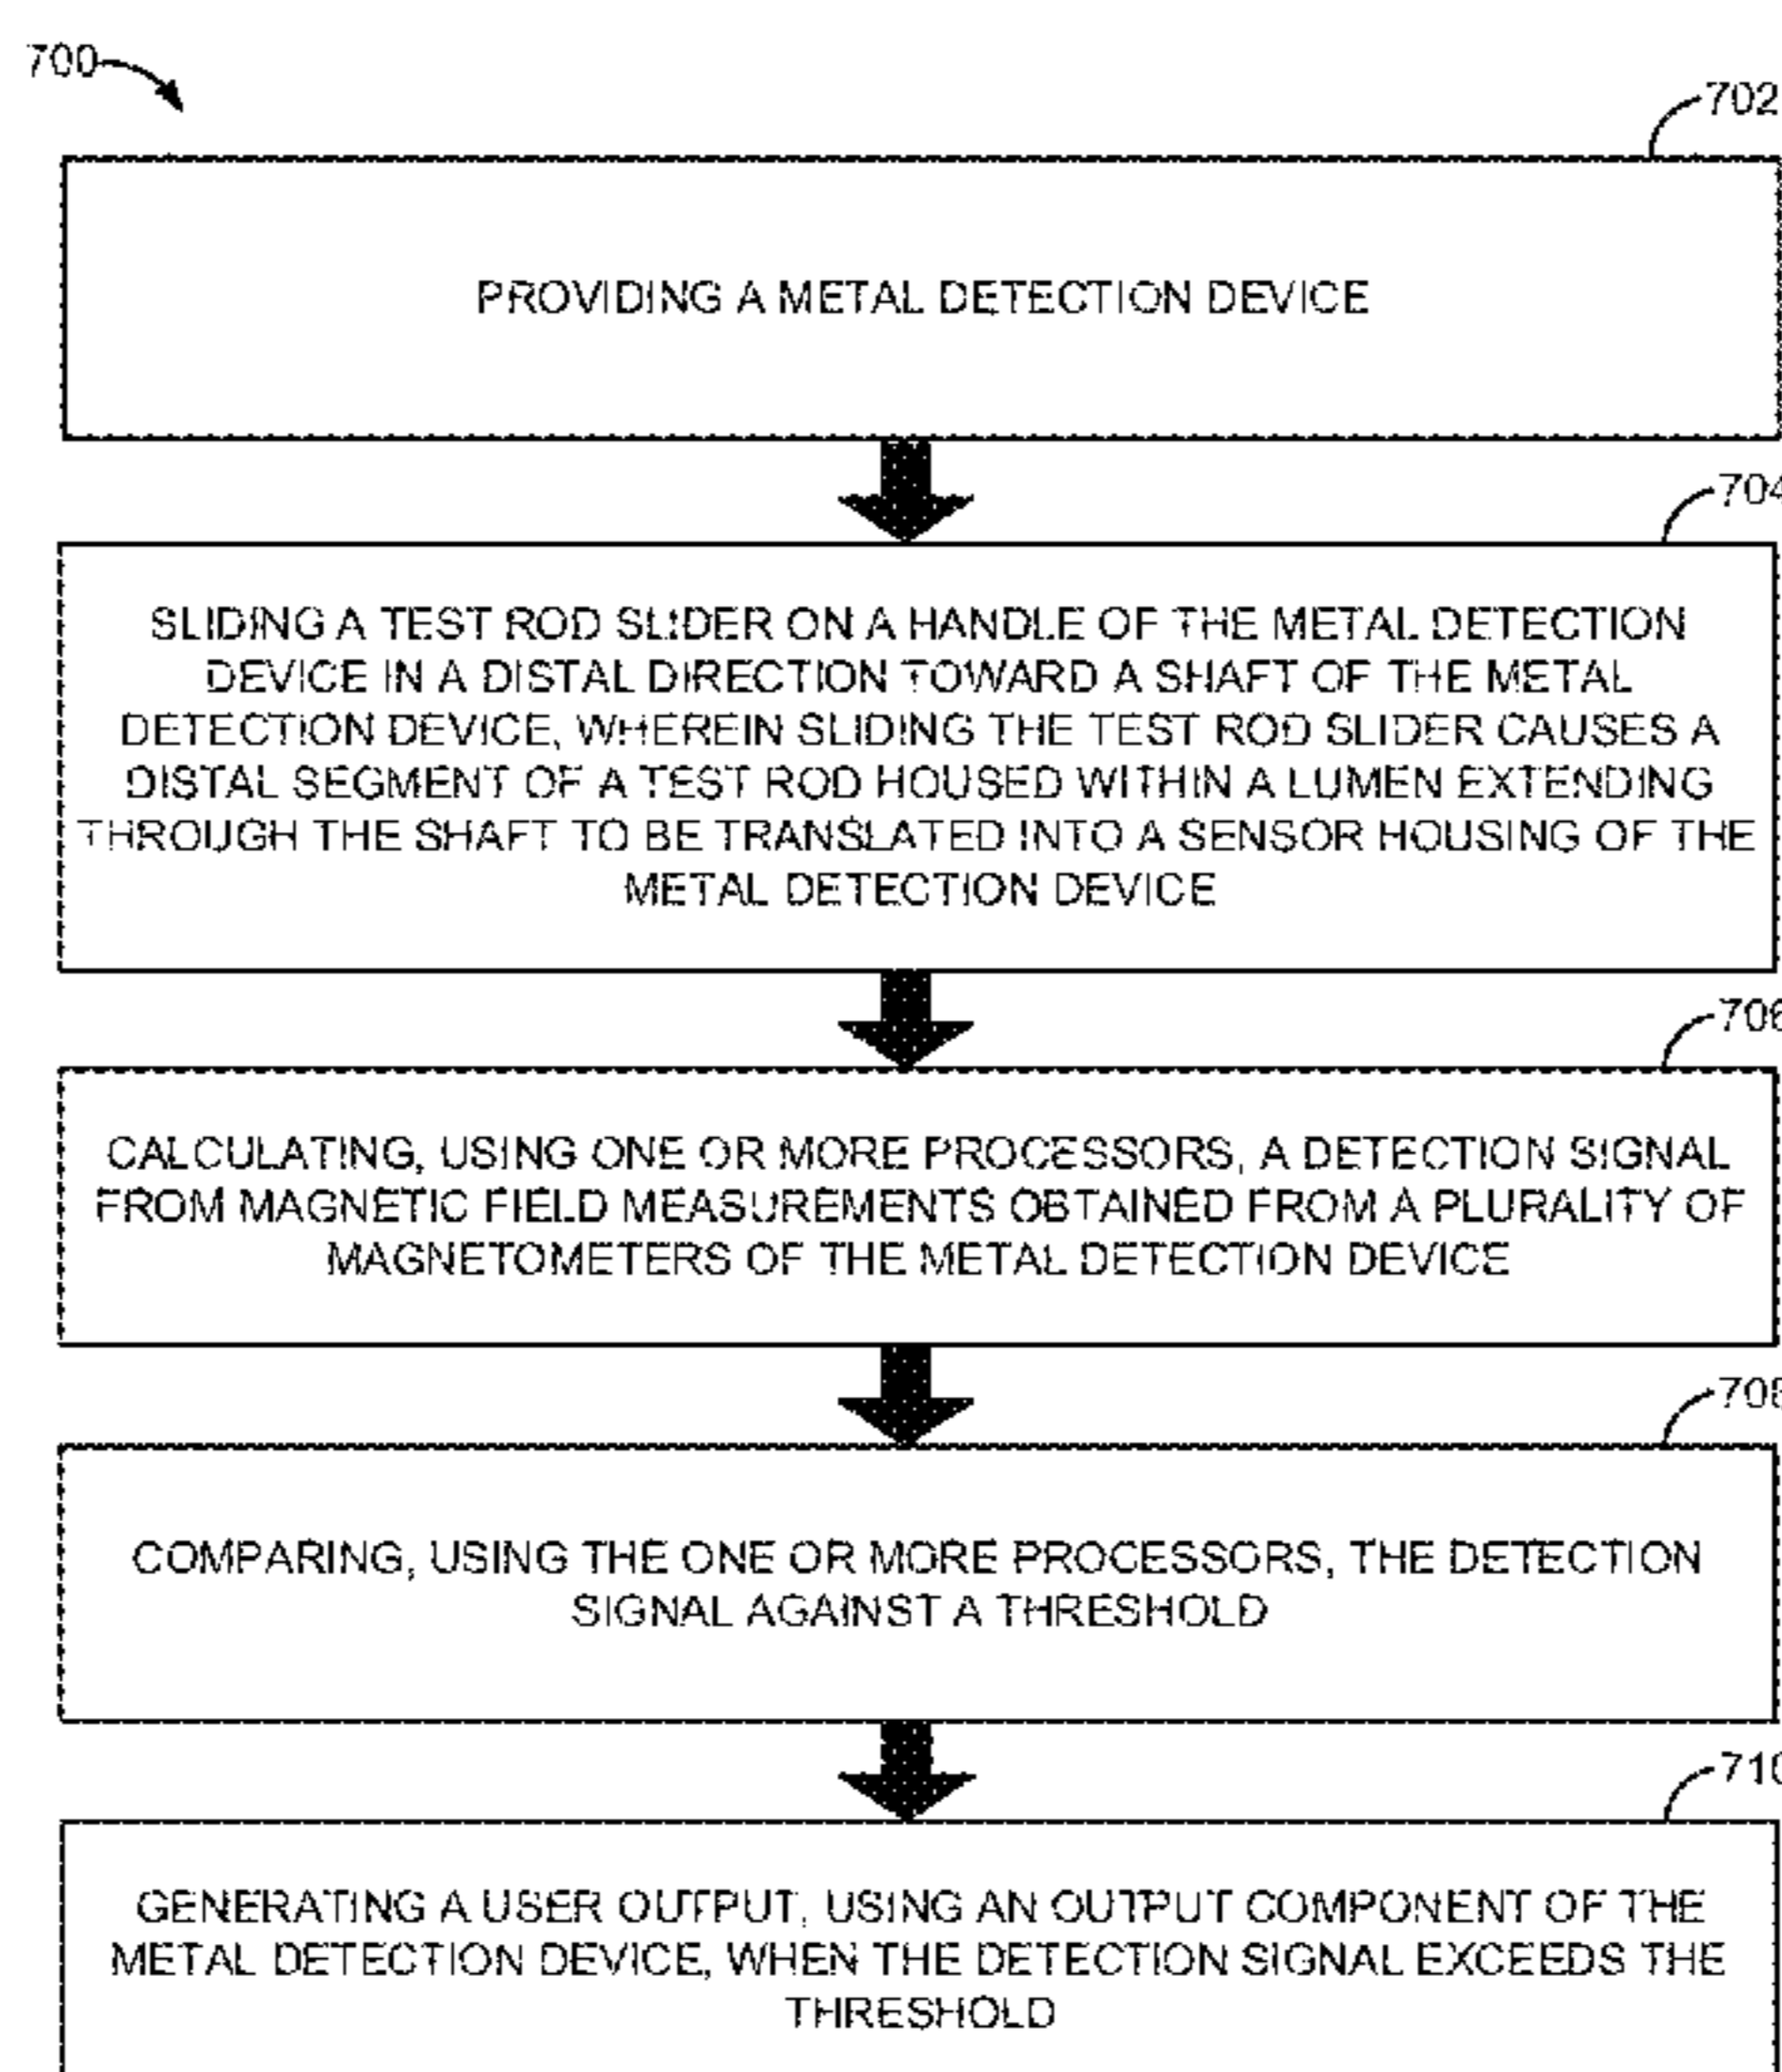 700
702
PROVIDING A METAL DETECTION DEVICE
704
SLIDING A TEST ROD SLIDER ON A HANDLE OF THE METAL DETECTION
DEVICE IN A DISTAL DIRECTION TOWARD A SHAFT OF THE METAL
DETECTION DEVICE, WHEREIN SLIDING THE TEST ROD SLIDER CAUSES A
DISTAL SEGMENT OF A TEST ROD HOUSED WITHIN A LUMEN EXTENDING
THROUGH THE SHAFT TO BE TRANSLATED INTO A SENSOR HOUSING OF THE
METAL DETECTION DEVICE
706
CALCULATING, USING ONE OR MORE PROCESSORS, A DETECTION SIGNAL
FROM MAGNETIC FIELD MEASUREMENTS OBTAINED FROM A PLURALITY OF
MAGNETOMETERS OF THE METAL DETECTION DEVICE
708
COMPARING, USING THE ONE OR MORE PROCESSORS, THE DETECTION
SIGNAL AGAINST A THRESHOLD
710
GENERATING A USER OUTPUT, USING AN OUTPUT COMPONENT OF THE
METAL DETECTION DEVICE, WHEN THE DETECTION SIGNAL EXCEEDS THE
THRESHOLD